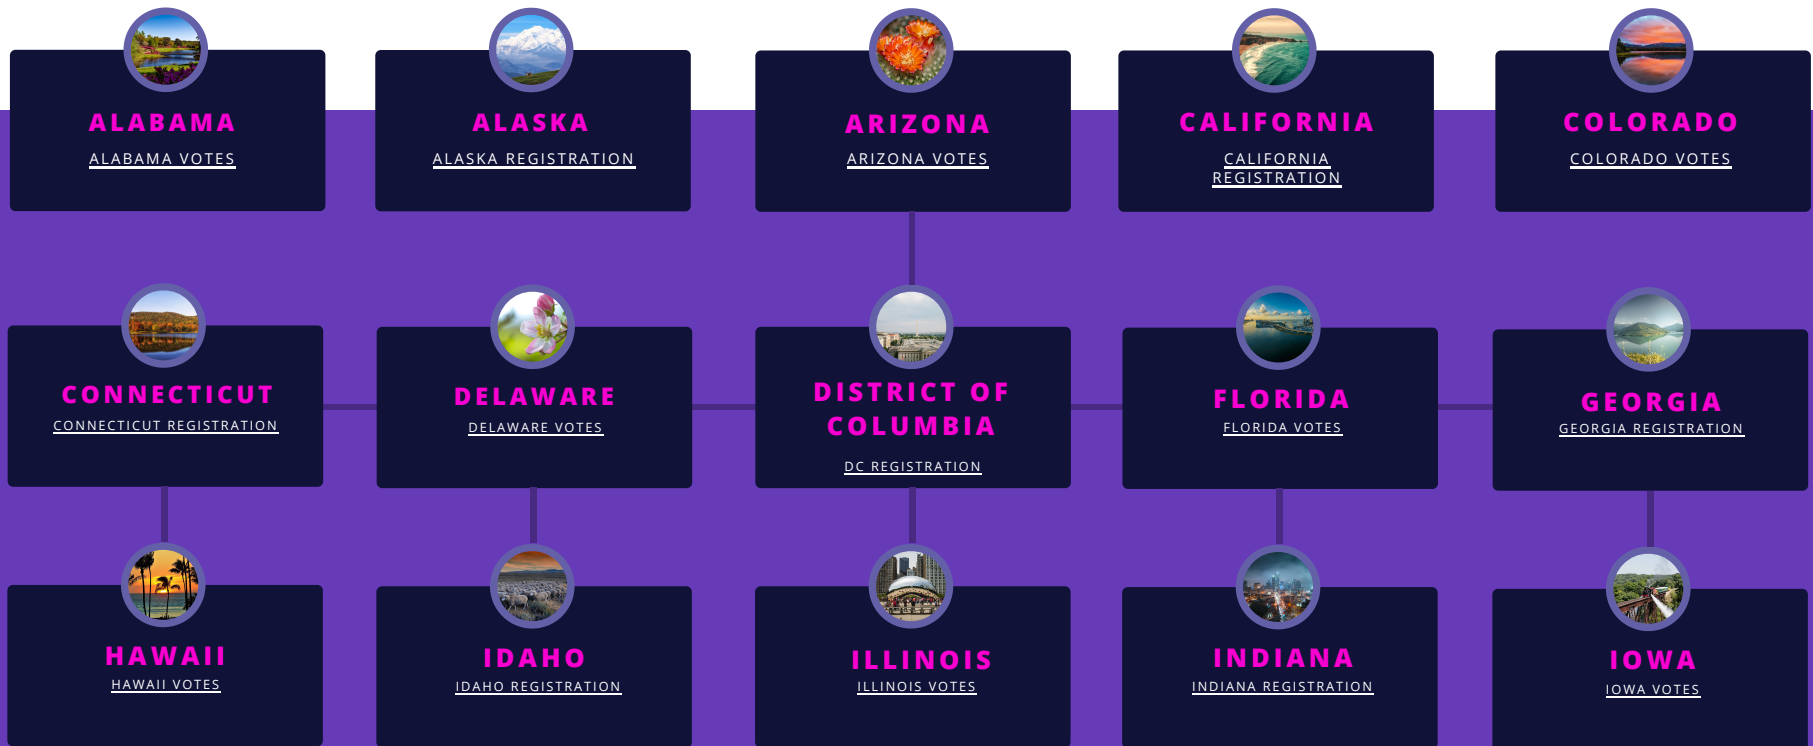 ALABAMA
ALABAMA VOTES
ALASKA
ALASKA REGISTRATION
ARIZONA
ARIZONA VOTES
CALIFORNIA
CALIFORNIA
REGISTRATION
COLORADO
COLORADO VOTES
CONNECTICUT
CONNECTICUT REGISTRATION
DELAWARE
DELAWARE VOTES
DISTRICT OF
COLUMBIA
DC REGISTRATION
FLORIDA
FLORIDA VOTES
GEORGIA
GEORGIA REGISTRATION
HAWAII
HAWAII VOTES
IDAHO
IDAHO REGISTRATION
ILLINOIS
ILLINOIS VOTES
INDIANA
INDIANA REGISTRATION
IOWA
IOWA VOTES